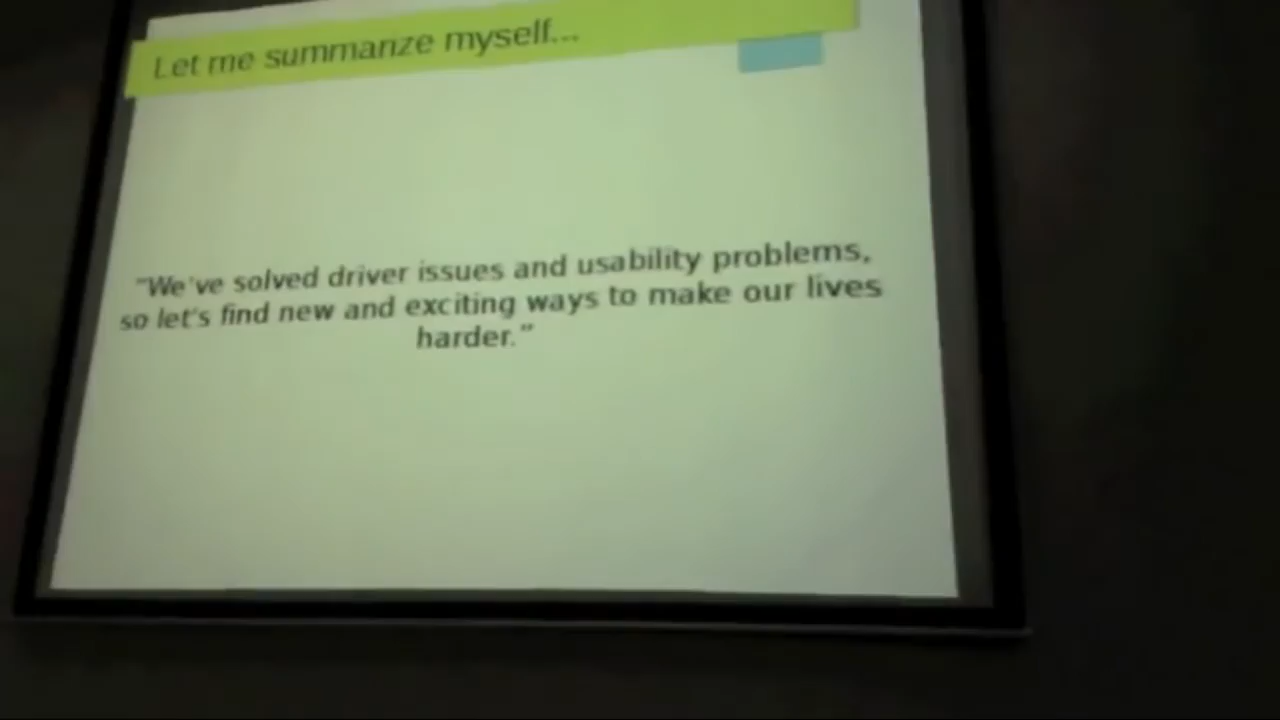 Let me summarize myself...
"We've solved driver issues and usability problems,
so let's find new and exciting ways to make our lives
harder."